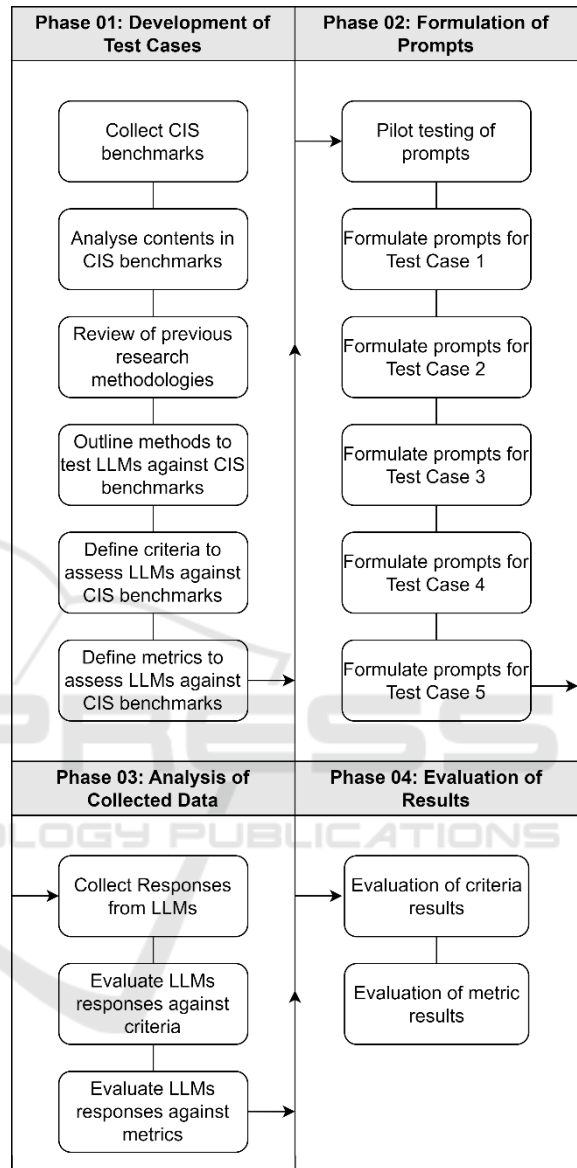 Phase 01: Development of
Test Cases
Collect CIS
benchmarks
Analyse contents in
CIS benchmarks
Review of previous
research
methodologies
Outline methods to
test LLMs against CIS
benchmarks
Define criteria to
assess LLMs against
CIS benchmarks
Define metrics to
assess LLMs against
CIS benchmarks
Phase 02: Formulation of
Prompts
Pilot testing of
prompts
Formulate prompts for
Test Case 1
Formulate prompts for
Test Case 2
Formulate prompts for
Test Case 3
Formulate prompts for
Test Case 4
Formulate prompts for
Test Case 5
PRESS
OLOGY PUBLICATIONS
Phase 03: Analysis of
Collected Data
Collect Responses
from LLMs
Evaluate LLMs
responses against
criteria
Evaluate LLMs
responses against
metrics
Phase 04: Evaluation of
Results
Evaluation of criteria
results
Evaluation of metric
results